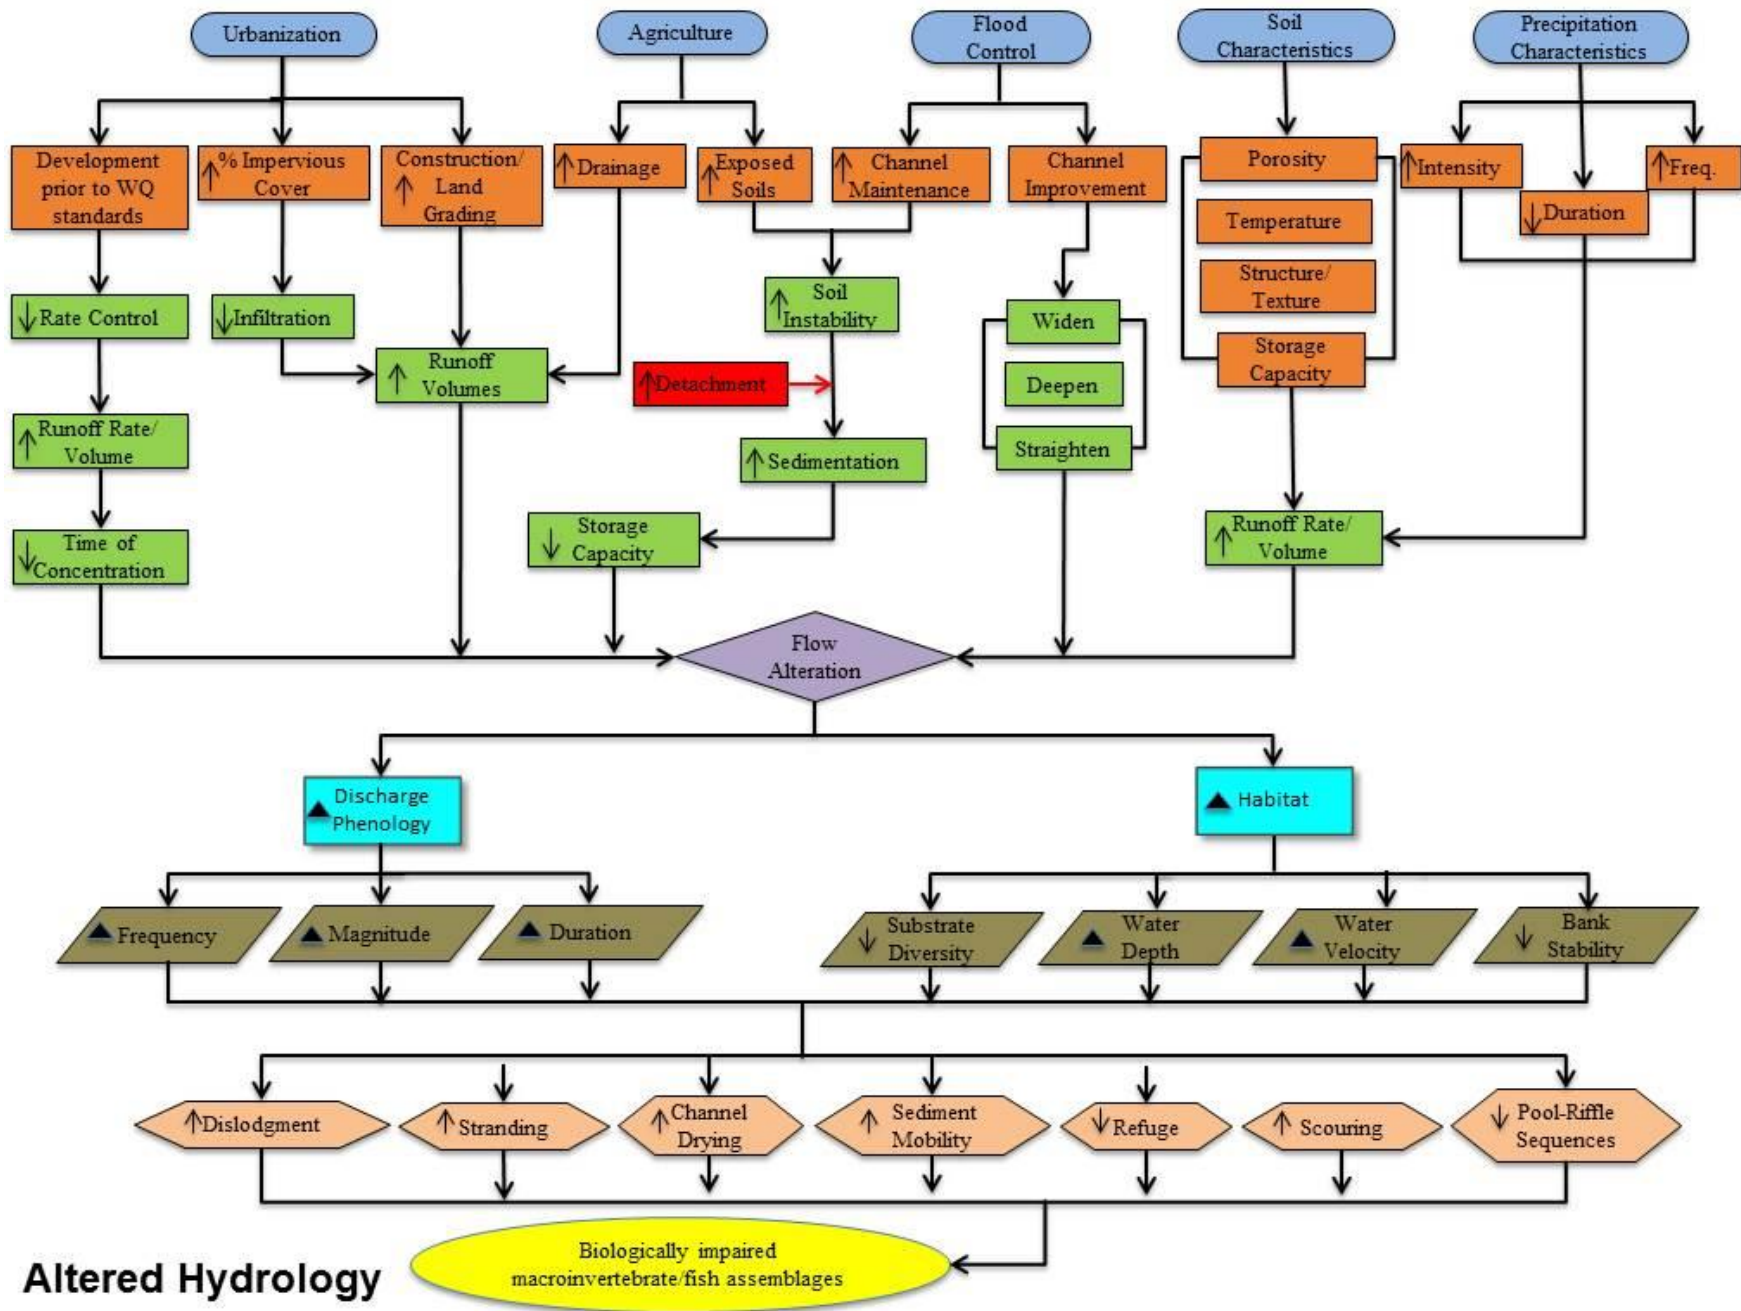 Urbanization
Agriculture
Flood
Control
Soil
Characteristics
Precipitation
Characteristics
Development
prior to WQ
standards
↑% Impervious
Cover
Construction/
↑ Land
Grading
↑Drainage
↑Exposed
Soils
↑ Channel
Maintenance
Channel
Improvement
Porosity
Temperature
Structure/
Texture
Storage
Capacity
↑Intensity
↓Duration
↑Freq.
↓Rate Control
↓Infiltration
↑ Runoff
Volumes
↑ Soil
Instability
↑Detachment
Widen
Deepen
Straighten
↑Runoff Rate/
Volume
↑Sedimentation
↓ Time of
Concentration
↓ Storage
Capacity
↑Runoff Rate/
Volume
Flow
Alteration
▲ Discharge
Phenology
▲ Habitat
▲ Frequency
▲ Magnitude
▲ Duration
↓ Substrate
Diversity
▲ Water
Depth
▲ Water
Velocity
↓ Bank
Stability
↑Dislodgment
↑Stranding
↑ Channel
Drying
↑ Sediment
Mobility
↓Refuge
↑ Scouring
↓ Pool-Riffle
Sequences
Biologically impaired
macroinvertebrate/fish assemblages
Altered Hydrology